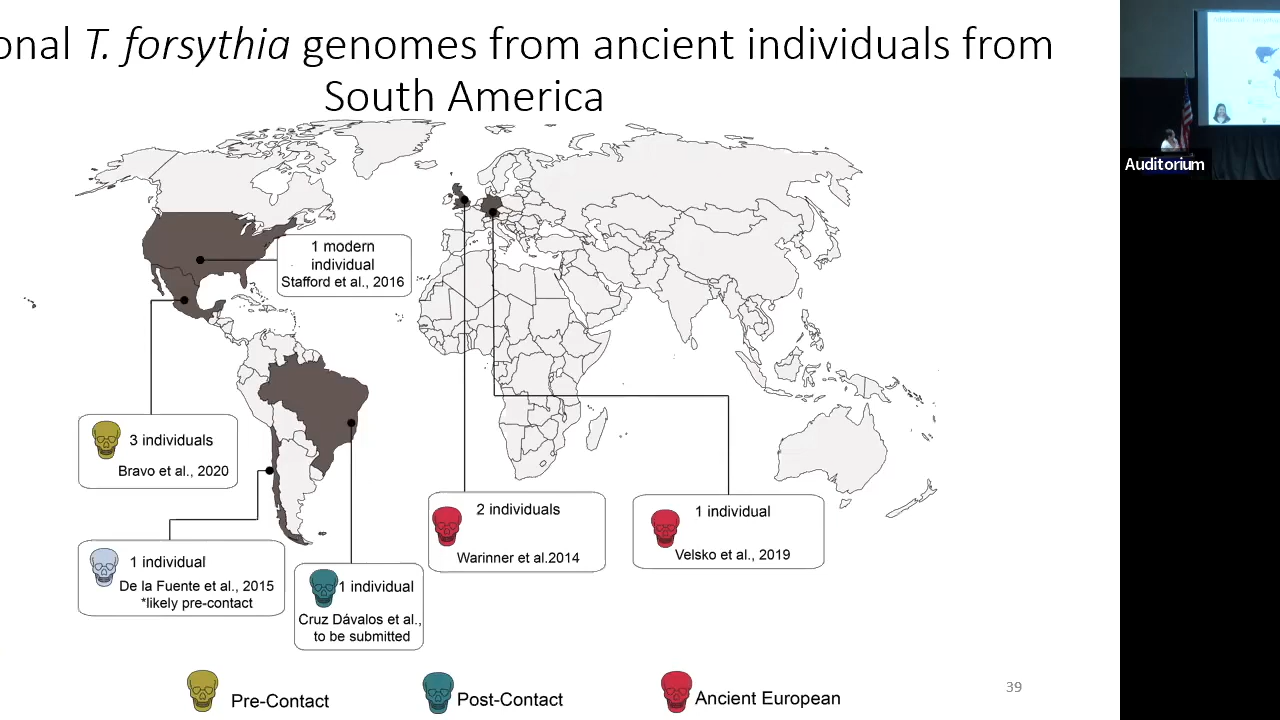 onal T. forsythia genomes from ancient individuals from
South America
Auditorium
1 modern
individual
Stafford et al., 2016
3 individuals
Bravo et al., 2020
1 individual
De la Fuente et al., 2015
*likely pre-contact
1 individual
Cruz Dávalos et al.,
to be submitted
2 individuals
Warinner et al.2014
1 individual
Velsko et al., 2019
Pre-Contact
Post-Contact
Ancient European
39